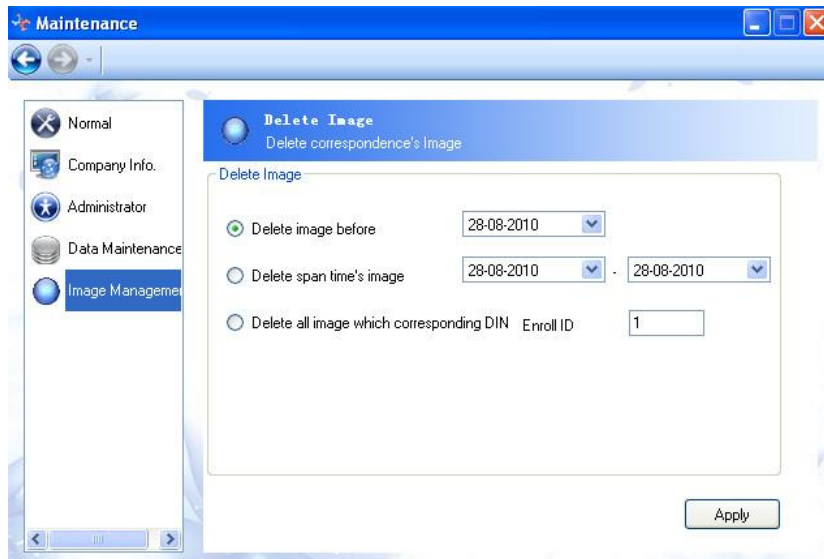 Maintenance
Normal
Company Info.
Administrator
Data Maintenance
Image Managemen
Delete Image
Delete correspondence's Image
Delete Image
Delete image before 28-08-2010
Delete span time's image 28-08-2010 - 28-08-2010
Delete all image which corresponding DIN Enroll ID 1
Apply